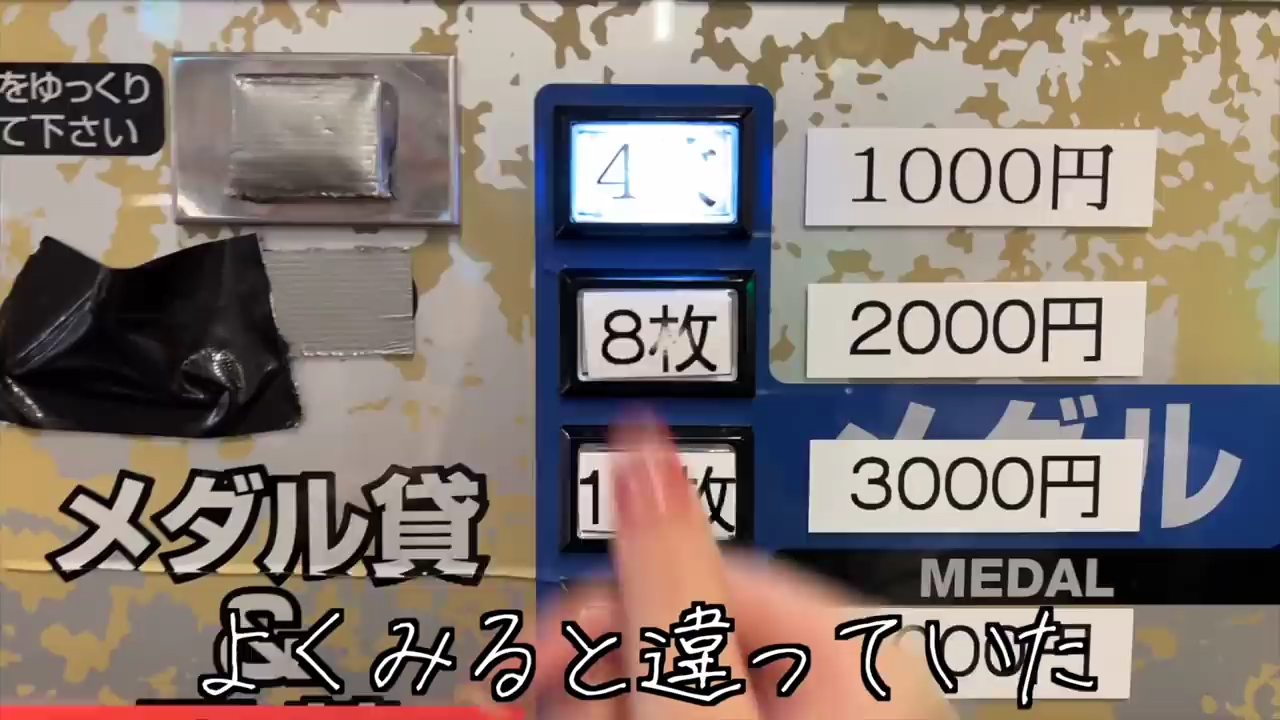 をゆっくり
て下さい
4
1000円
8枚
2000円
枚
3000円
メダル
MEDAL
メダル貸
&
よくみると違っていた